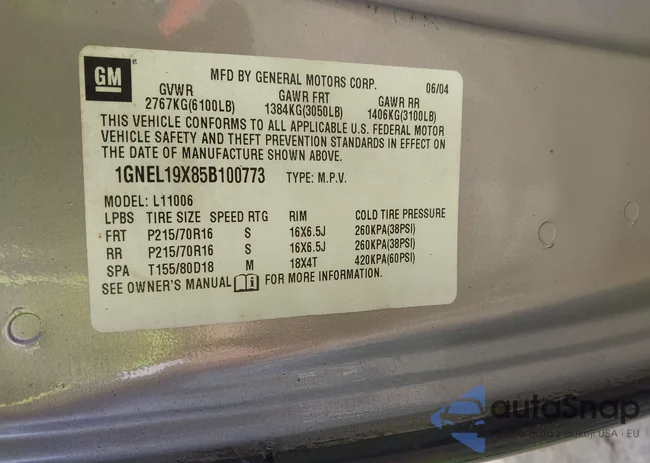 GM
MFD BY GENERAL MOTORS CORP. 06/04
GVWR GAWR FRT GAWR RR
2767KG(6100LB) 1384KG(3050LB) 1406KG(3100LB)
THIS VEHICLE CONFORMS TO ALL APPLICABLE U.S. FEDERAL MOTOR
VEHICLE SAFETY AND THEFT PREVENTION STANDARDS IN EFFECT ON
THE DATE OF MANUFACTURE SHOWN ABOVE.
1GNEL19X85B100773 TYPE: M.P.V.
MODEL: L11006
LPBS TIRE SIZE SPEED RTG RIM COLD TIRE PRESSURE
FRT P215/70R16 S 16X6.5J 260KPA(38PSI)
RR P215/70R16 S 16X6.5J 260KPA(38PSI)
SPA T155/80D18 M 18X4T 420KPA(60PSI)
SEE OWNER'S MANUAL FOR MORE INFORMATION.
autoSnap
USA i EU